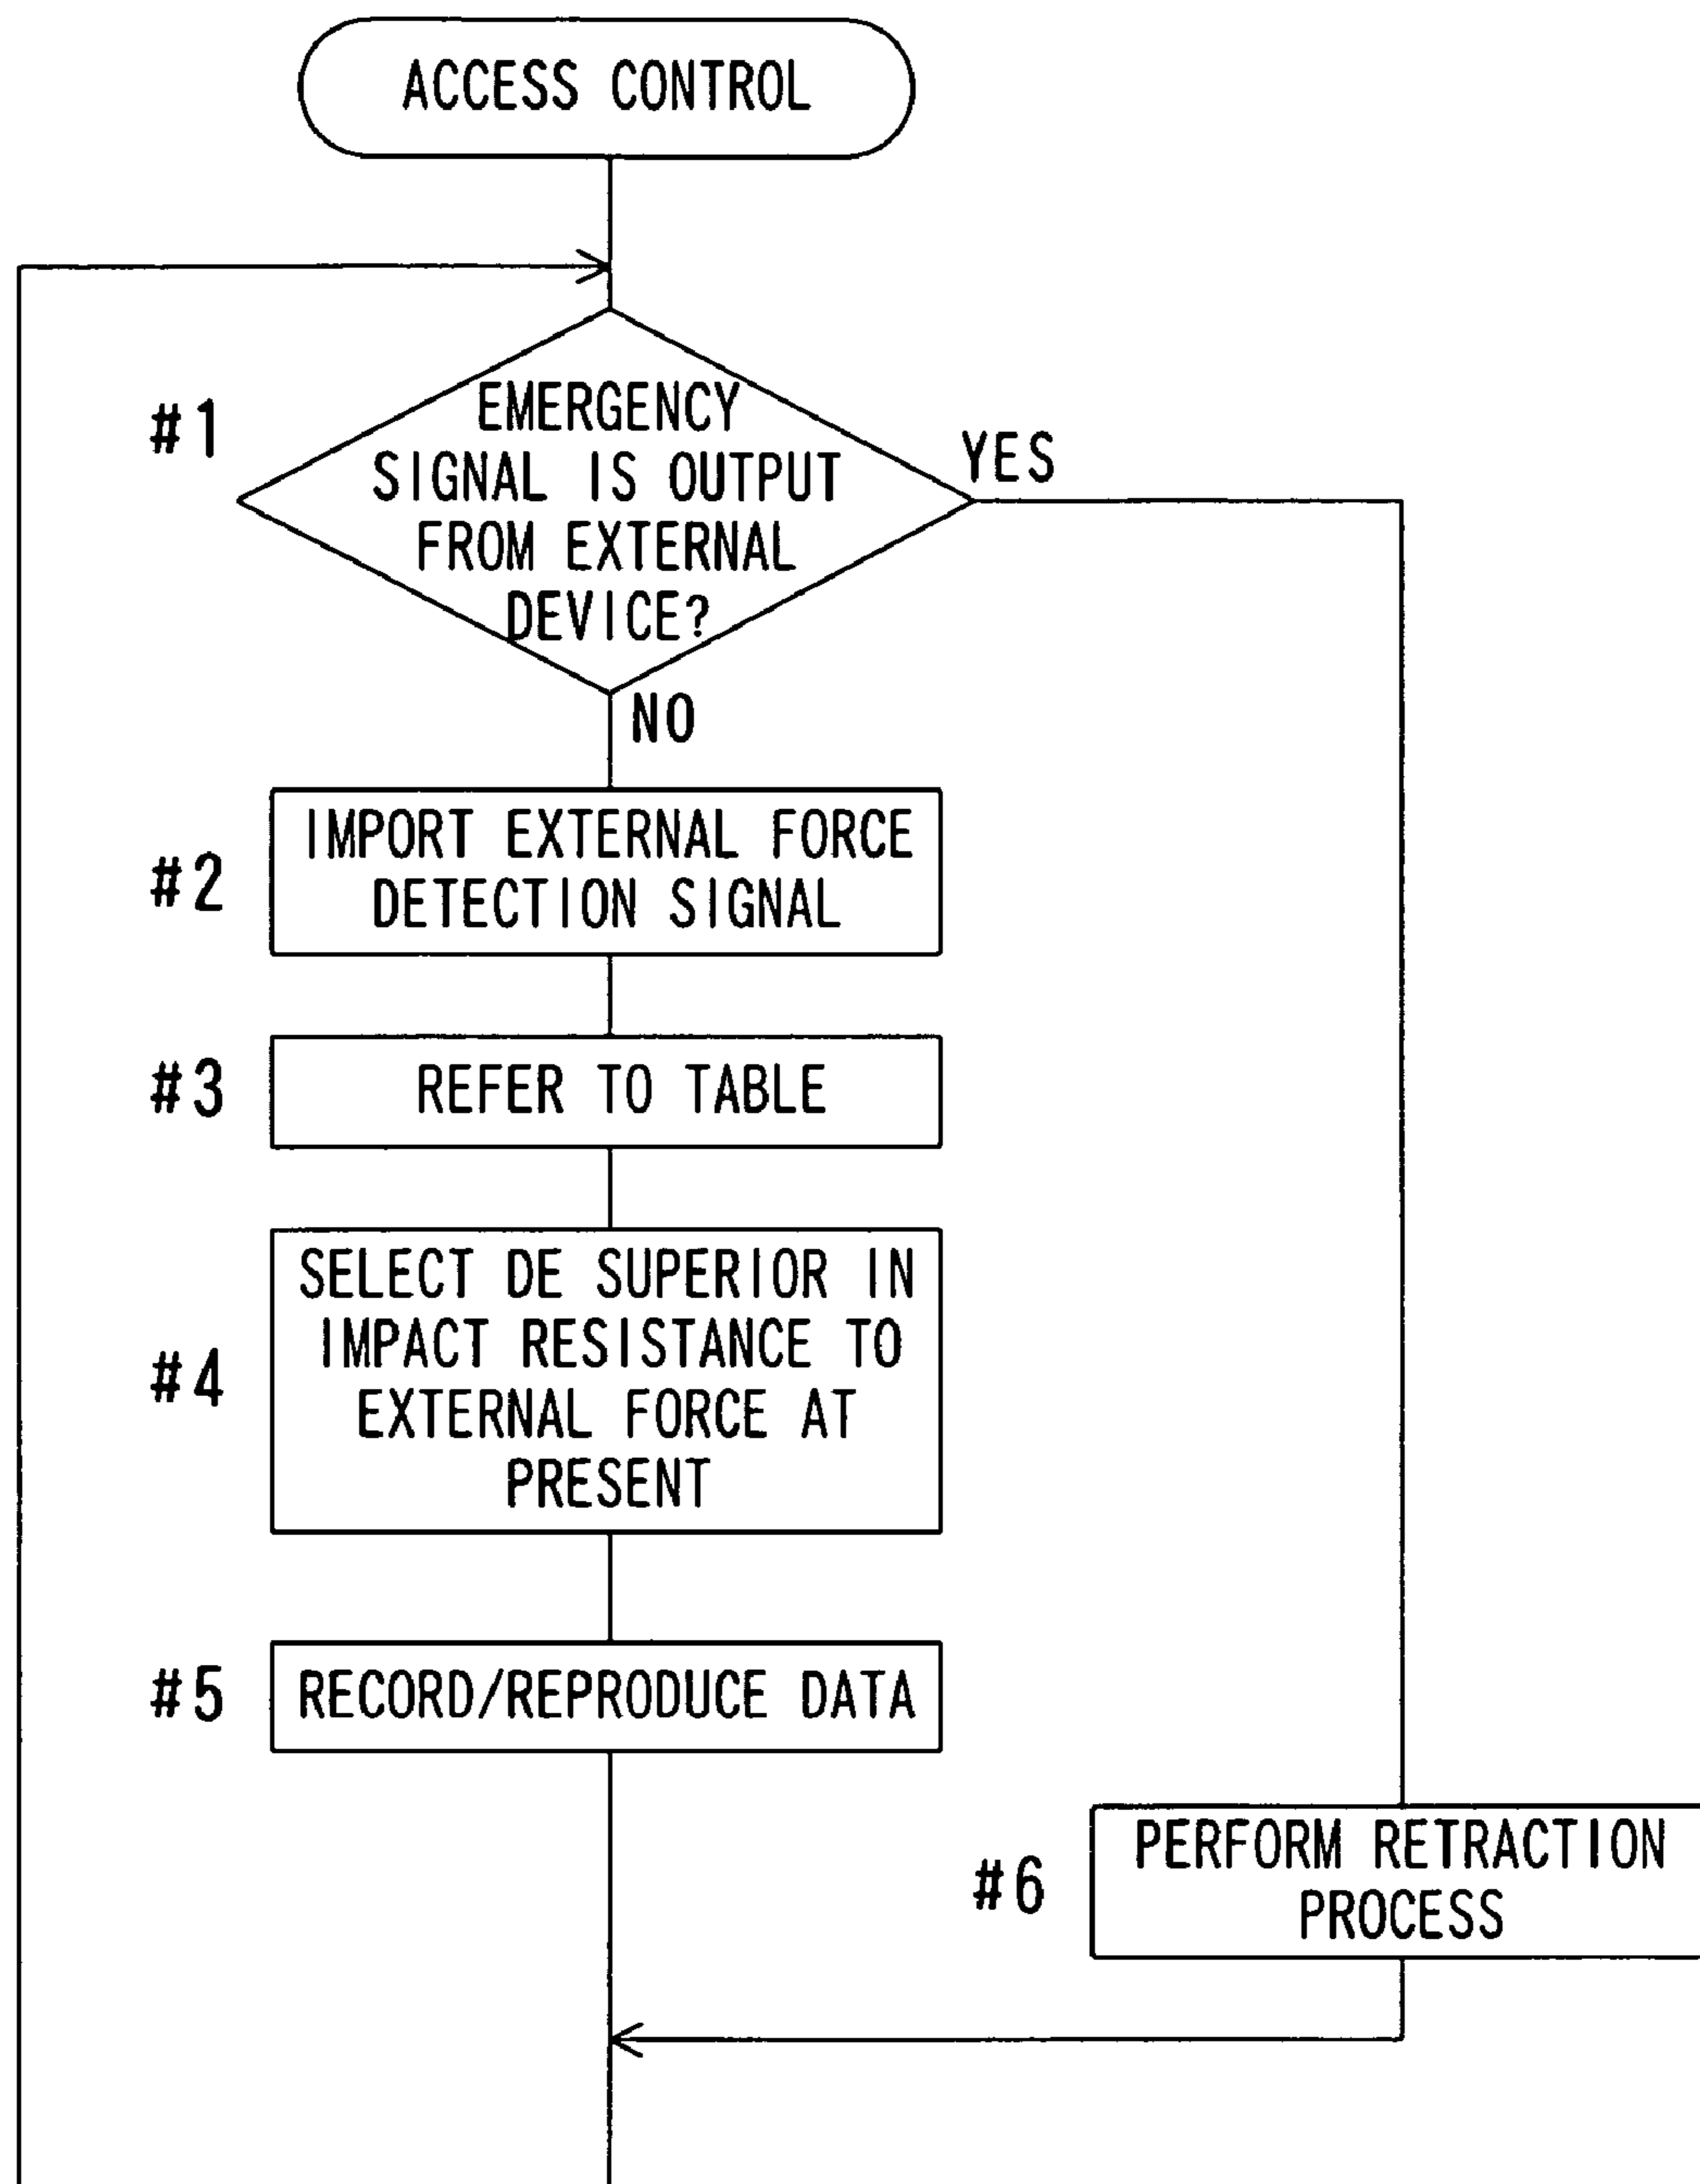 ACCESS CONTROL
#1
EMERGENCY
SIGNAL IS OUTPUT
FROM EXTERNAL
DEVICE?
YES
NO
#2
IMPORT EXTERNAL FORCE
DETECTION SIGNAL
#3
REFER TO TABLE
#4
SELECT DE SUPERIOR IN
IMPACT RESISTANCE TO
EXTERNAL FORCE AT
PRESENT
#5
RECORD/REPRODUCE DATA
#6
PERFORM RETRACTION
PROCESS